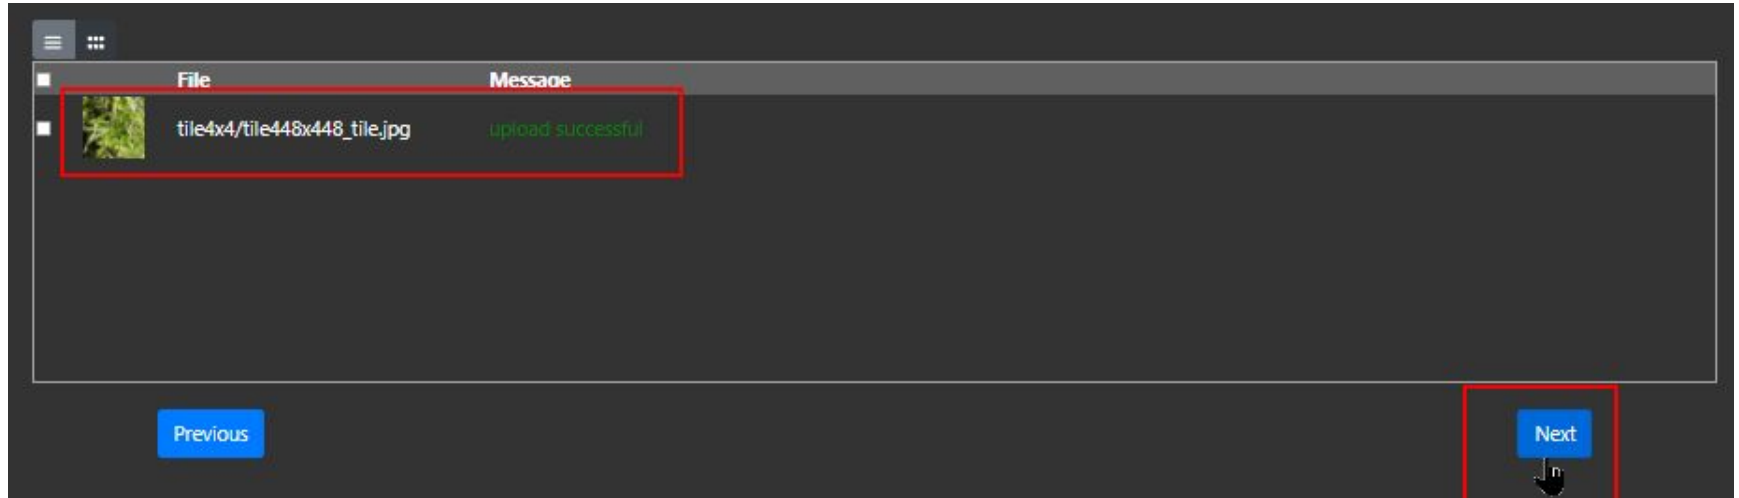 File Message
tile4x4/tile448x448_tile.jpg upload successful
Previous Next